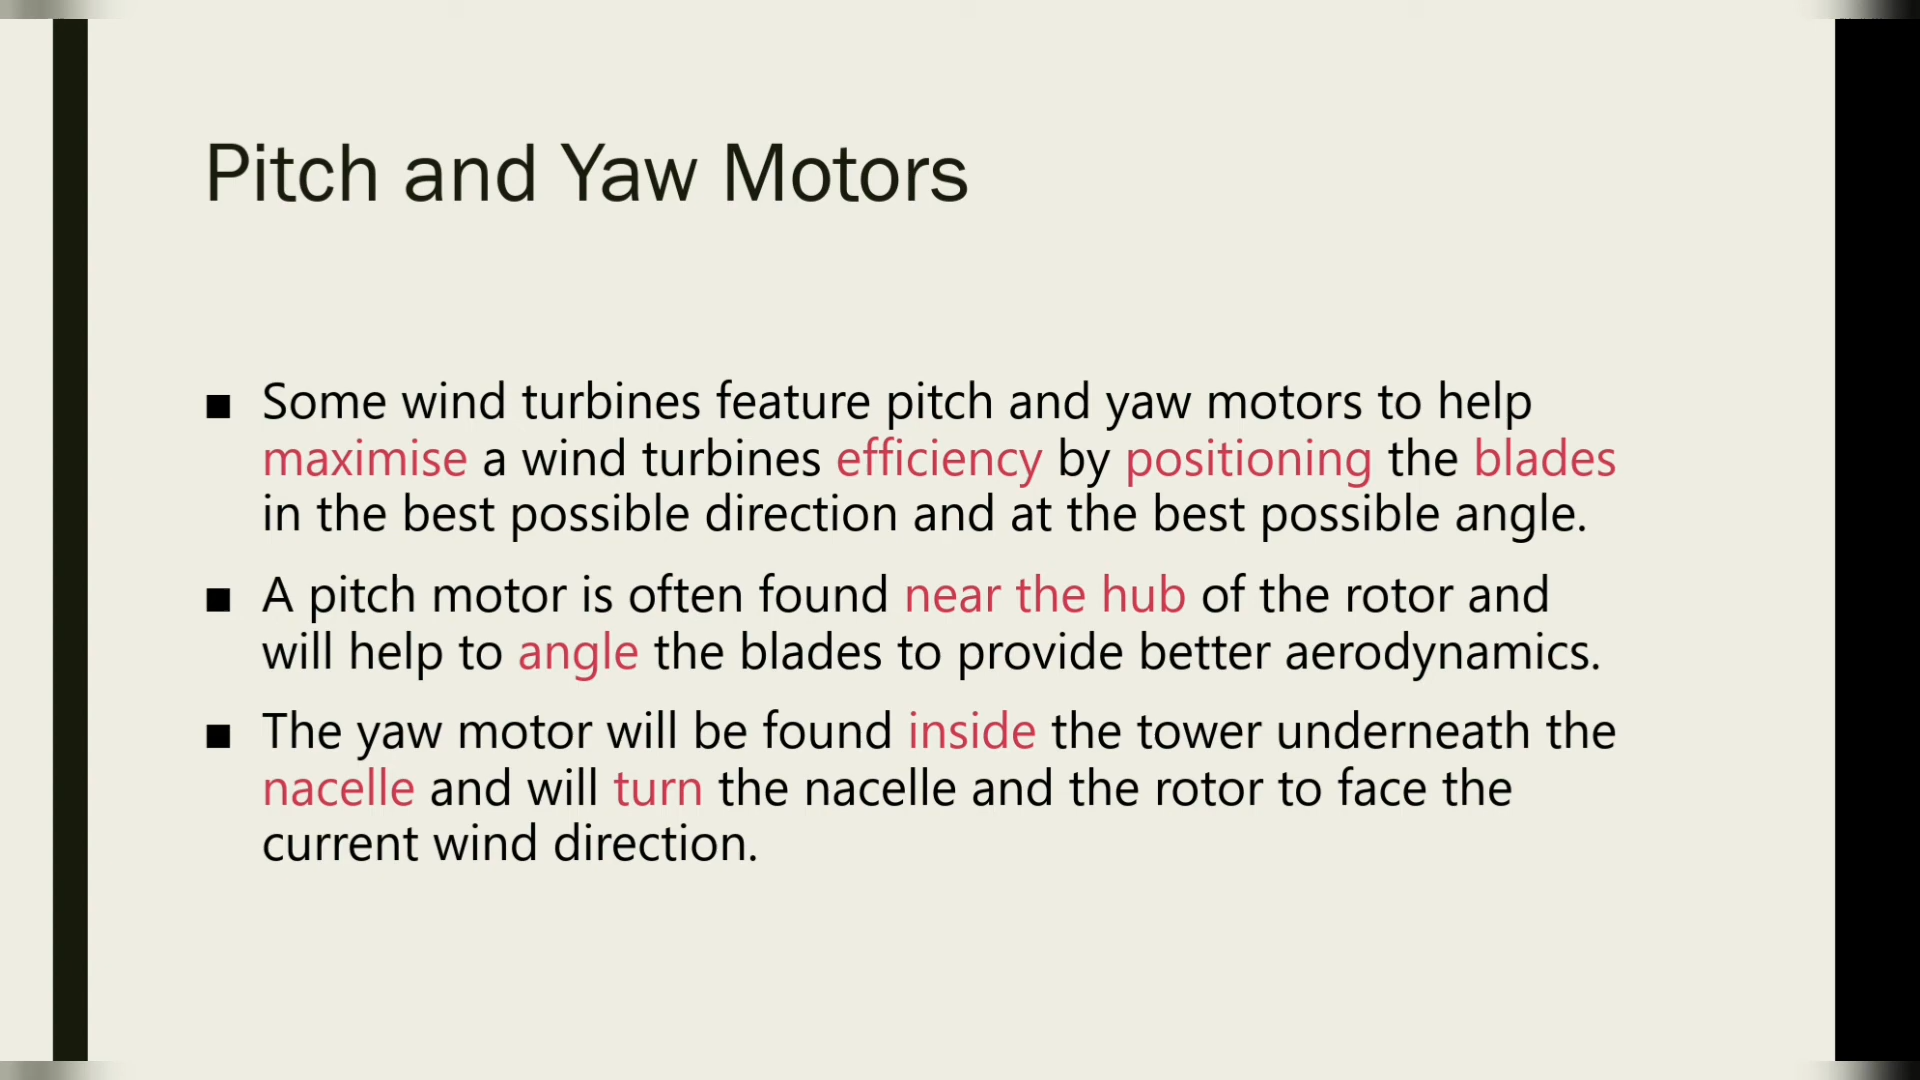 Pitch and Yaw Motors
■ Some wind turbines feature pitch and yaw motors to help
maximise a wind turbines efficiency by positioning the blades
in the best possible direction and at the best possible angle.
■ A pitch motor is often found near the hub of the rotor and
will help to angle the blades to provide better aerodynamics.
■ The yaw motor will be found inside the tower underneath the
nacelle and will turn the nacelle and the rotor to face the
current wind direction.